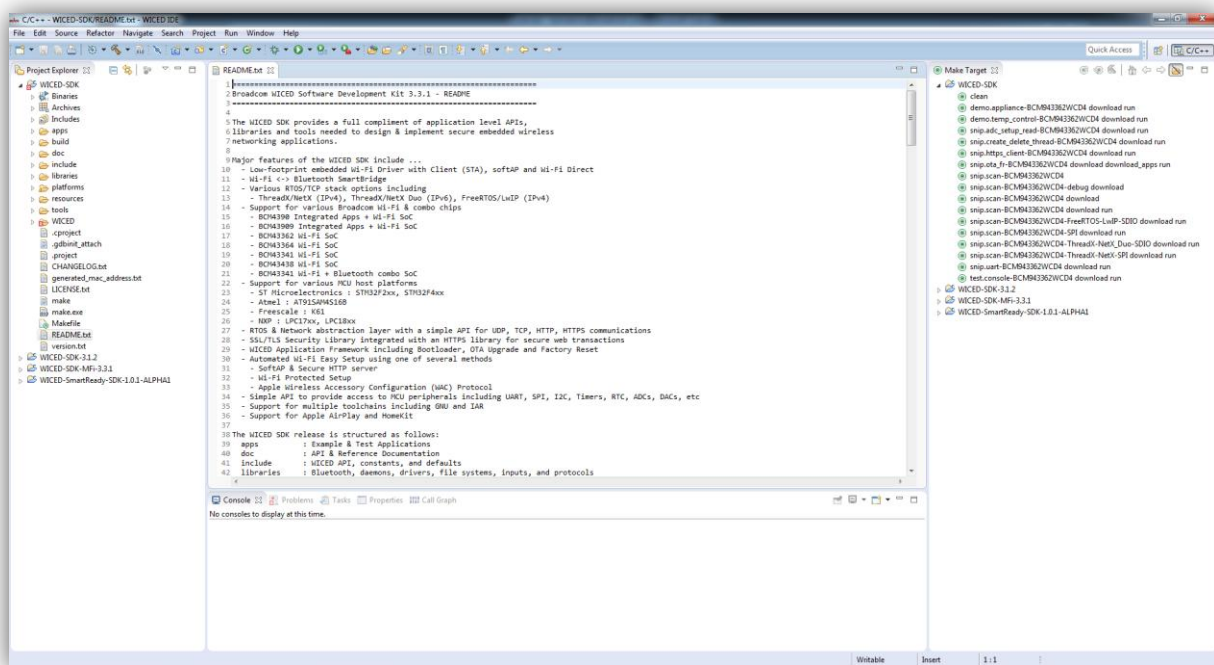 C/C++ - WICED-SDK/README.txt - WICED IDE
File Edit Source Refactor Navigate Search Project Run Window Help
Quick Access
C/C++
Project Explorer
WICED-SDK
Binaries
Archives
Includes
apps
build
doc
include
libraries
platforms
resources
tools
WICED
.cproject
.gdbinit_attach
.project
CHANGELOG.txt
generated_mac_address.txt
LICENSE.txt
make
make.exe
Makefile
README.txt
version.txt
WICED-SDK-3.1.2
WICED-SDK-MFi-3.3.1
WICED-SmartReady-SDK-1.0.1-ALPHA1
README.txt
1 =====================================================================
2 Broadcom WICED Software Development Kit 3.3.1 - README
3 =====================================================================
4
5 The WICED SDK provides a full compliment of application level APIs,
6 libraries and tools needed to design & implement secure embedded wireless
7 networking applications.
8
9 Major features of the WICED SDK include ...
10 - Low-footprint embedded Wi-Fi Driver with Client (STA), softAP and Wi-Fi Direct
11 - Wi-Fi <-> Bluetooth SmartBridge
12 - Various RTOS/TCP stack options including
13 - ThreadX/NetX (IPv4), ThreadX/NetX Duo (IPv6), FreeRTOS/LwIP (IPv4)
14 - Support for various Broadcom Wi-Fi & combo chips
15 - BCM4390 Integrated Apps + Wi-Fi SoC
16 - BCM43909 Integrated Apps + Wi-Fi SoC
17 - BCM43362 Wi-Fi SoC
18 - BCM43364 Wi-Fi SoC
19 - BCM43341 Wi-Fi SoC
20 - BCM43438 Wi-Fi SoC
21 - BCM43341 Wi-Fi + Bluetooth combo SoC
22 - Support for various MCU host platforms
23 - ST Microelectronics : STM32F2xx, STM32F4xx
24 - Atmel : AT91SAM4S16B
25 - Freescale : K61
26 - NXP : LPC17xx, LPC18xx
27 - RTOS & Network abstraction layer with a simple API for UDP, TCP, HTTP, HTTPS communications
28 - SSL/TLS Security Library integrated with an HTTPS library for secure web transactions
29 - WICED Application Framework including Bootloader, OTA Upgrade and Factory Reset
30 - Automated Wi-Fi Easy Setup using one of several methods
31 - SoftAP & Secure HTTP server
32 - Wi-Fi Protected Setup
33 - Apple Wireless Accessory Configuration (WAC) Protocol
34 - Simple API to provide access to MCU peripherals including UART, SPI, I2C, Timers, RTC, ADCs, DACs, etc
35 - Support for multiple toolchains including GNU and IAR
36 - Support for Apple AirPlay and HomeKit
37
38 The WICED SDK release is structured as follows:
39 apps : Example & Test Applications
40 doc : API & Reference Documentation
41 include : WICED API, constants, and defaults
42 libraries : Bluetooth, daemons, drivers, file systems, inputs, and protocols
Console Problems Tasks Properties Call Graph
No consoles to display at this time.
Make Target
WICED-SDK
clean
demo.appliance-BCM943362WCD4 download run
demo.temp_control-BCM943362WCD4 download run
snip.adc_setup_read-BCM943362WCD4 download run
snip.create_delete_thread-BCM943362WCD4 download run
snip.https_client-BCM943362WCD4 download run
snip.ota_fr-BCM943362WCD4 download download_apps run
snip.scan-BCM943362WCD4
snip.scan-BCM943362WCD4-debug download
snip.scan-BCM943362WCD4 download
snip.scan-BCM943362WCD4 download run
snip.scan-BCM943362WCD4-FreeRTOS-LwIP-SDIO download run
snip.scan-BCM943362WCD4-SPI download run
snip.scan-BCM943362WCD4-ThreadX-NetX_Duo-SDIO download run
snip.scan-BCM943362WCD4-ThreadX-NetX-SPI download run
snip.uart-BCM943362WCD4 download run
test.console-BCM943362WCD4 download run
WICED-SDK-3.1.2
WICED-SDK-MFi-3.3.1
WICED-SmartReady-SDK-1.0.1-ALPHA1
Writable Insert 1 : 1